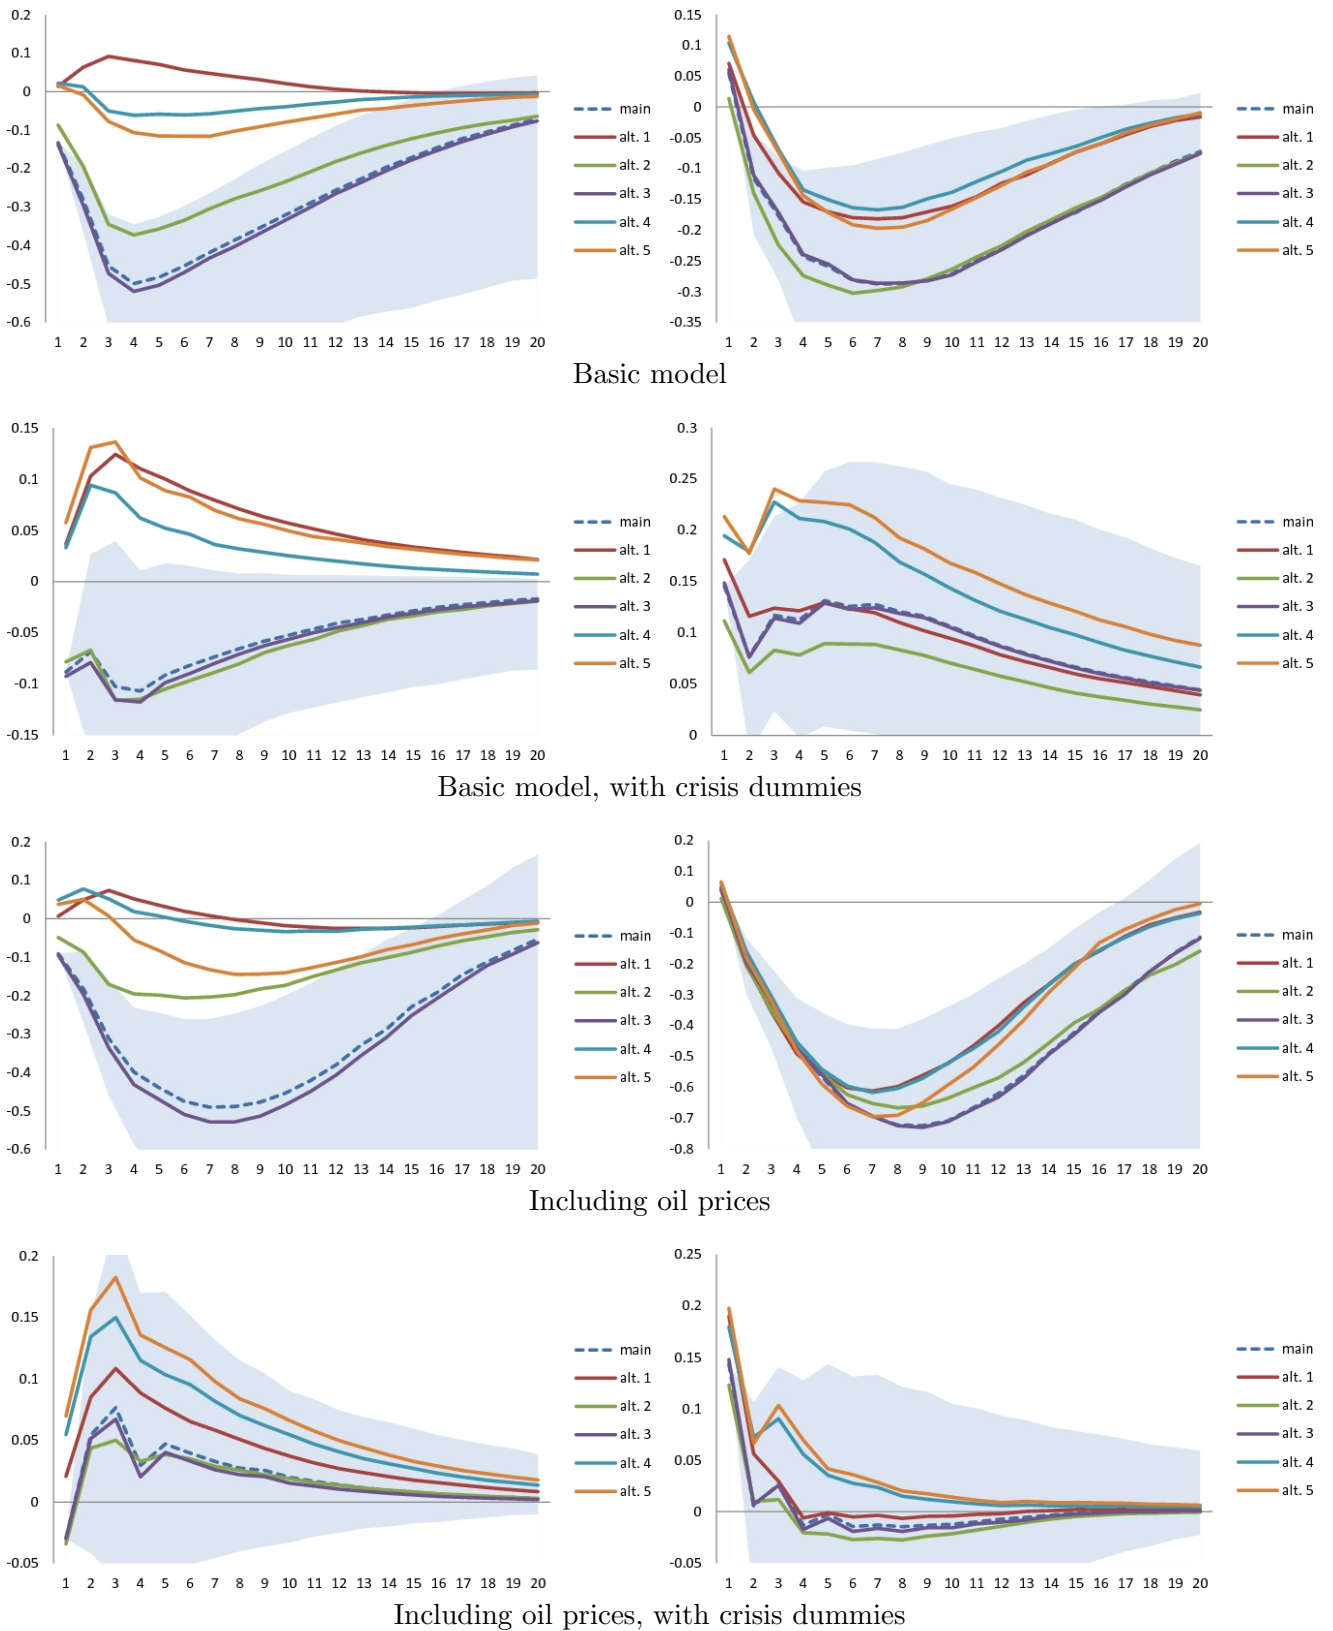 0.2
0.1
0
-0.1
-0.2
-0.3
-0.4
-0.5
-0.6
1 2 3 4 5 6 7 8 9 10 11 12 13 14 15 16 17 18 19 20
main
alt. 1
alt. 2
alt. 3
alt. 4
alt. 5
0.15
0.1
0.05
0
-0.05
-0.1
-0.15
-0.2
-0.25
-0.3
-0.35
1 2 3 4 5 6 7 8 9 10 11 12 13 14 15 16 17 18 19 20
main
alt. 1
alt. 2
alt. 3
alt. 4
alt. 5
Basic model
0.15
0.1
0.05
0
-0.05
-0.1
-0.15
1 2 3 4 5 6 7 8 9 10 11 12 13 14 15 16 17 18 19 20
main
alt. 1
alt. 2
alt. 3
alt. 4
alt. 5
0.3
0.25
0.2
0.15
0.1
0.05
0
1 2 3 4 5 6 7 8 9 10 11 12 13 14 15 16 17 18 19 20
main
alt. 1
alt. 2
alt. 3
alt. 4
alt. 5
Basic model, with crisis dummies
0.2
0.1
0
-0.1
-0.2
-0.3
-0.4
-0.5
-0.6
1 2 3 4 5 6 7 8 9 10 11 12 13 14 15 16 17 18 19 20
main
alt. 1
alt. 2
alt. 3
alt. 4
alt. 5
0.2
0.1
0
-0.1
-0.2
-0.3
-0.4
-0.5
-0.6
-0.7
-0.8
1 2 3 4 5 6 7 8 9 10 11 12 13 14 15 16 17 18 19 20
main
alt. 1
alt. 2
alt. 3
alt. 4
alt. 5
Including oil prices
0.2
0.15
0.1
0.05
0
-0.05
1 2 3 4 5 6 7 8 9 10 11 12 13 14 15 16 17 18 19 20
main
alt. 1
alt. 2
alt. 3
alt. 4
alt. 5
0.25
0.2
0.15
0.1
0.05
0
-0.05
1 2 3 4 5 6 7 8 9 10 11 12 13 14 15 16 17 18 19 20
main
alt. 1
alt. 2
alt. 3
alt. 4
alt. 5
Including oil prices, with crisis dummies